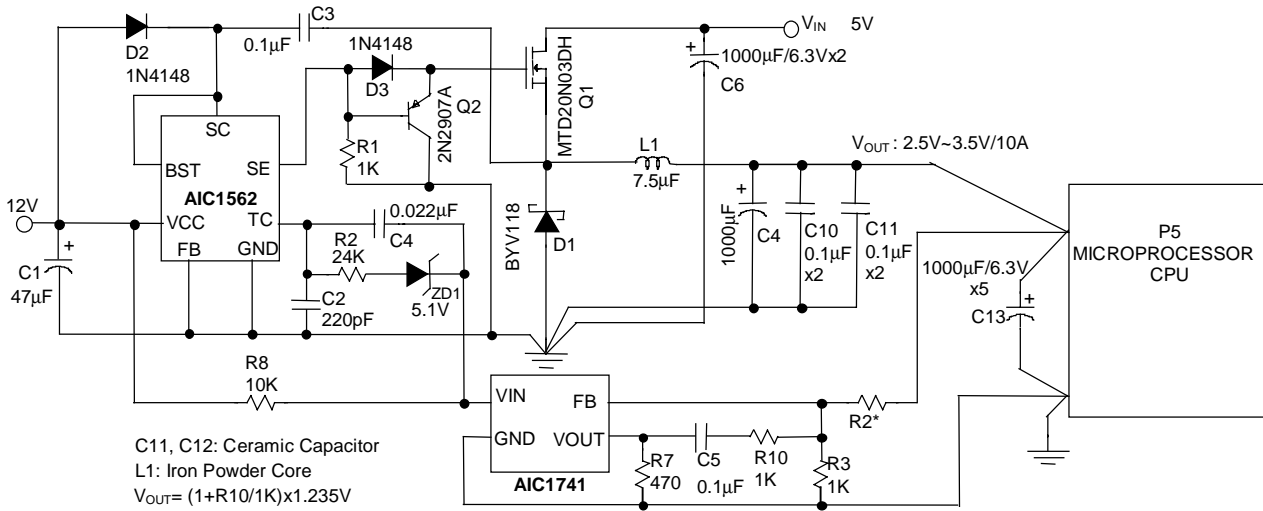 C3
0.1µF
D2
1N4148
1N4148
D3
Q2
2N2907A
MTD20N03DH
Q1
VIN 5V
1000µF/6.3Vx2
+
C6
SC
BST
SE
AIC1562
VCC
TC
FB
GND
12V
+
C1
47µF
R1
1K
0.022µF
C4
R2
24K
ZD1
5.1V
C2
220pF
BYV118
D1
L1
7.5µF
VOUT: 2.5V~3.5V/10A
+
1000µF
C4
C10
0.1µF
x2
C11
0.1µF
x2
P5
MICROPROCESSOR
CPU
1000µF/6.3V
x5
+
C13
R8
10K
VIN
FB
GND
VOUT
AIC1741
R2*
R7
470
C5
0.1µF
R10
1K
R3
1K
C11, C12: Ceramic Capacitor
L1: Iron Powder Core
VOUT= (1+R10/1K)x1.235V